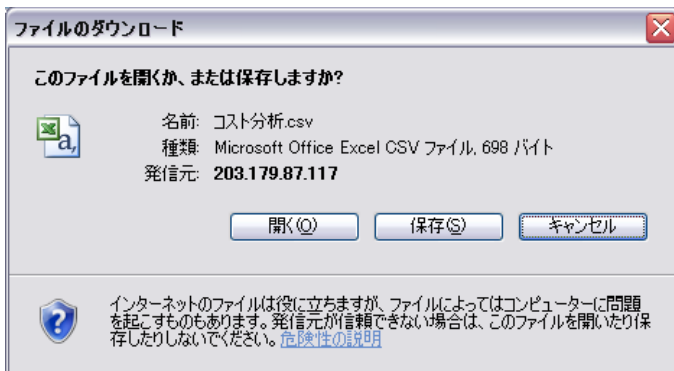 ファイルのダウンロード
このファイルを開くか、または保存しますか?
名前: コスト分析.csv
種類: Microsoft Office Excel CSV ファイル, 698 バイト
発信元: 203.179.87.117
開く(O)
保存(S)
キャンセル
インターネットのファイルは役に立ちますが、ファイルによってはコンピューターに問題
を起こすものもあります。発信元が信頼できない場合は、このファイルを開いたり保
存したりしないでください。危険性の説明